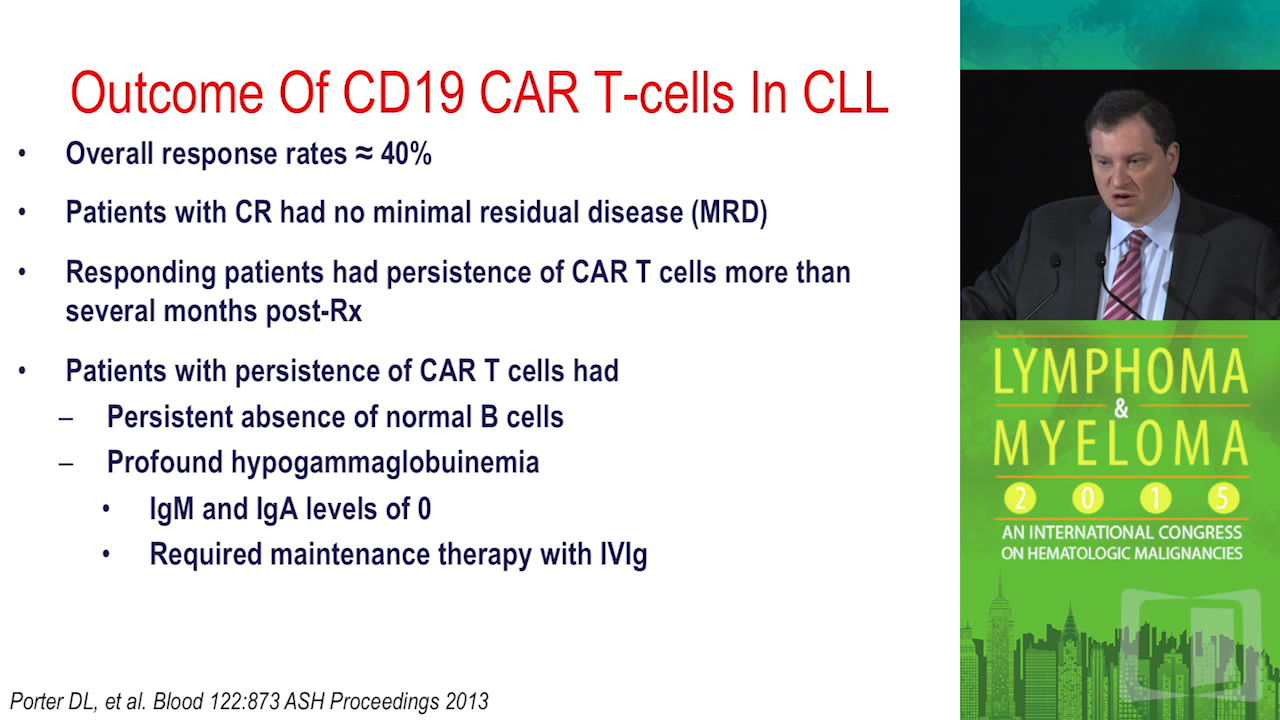 Outcome Of CD19 CAR T-cells In CLL
• Overall response rates ≈ 40%
• Patients with CR had no minimal residual disease (MRD)
• Responding patients had persistence of CAR T cells more than
several months post-Rx
• Patients with persistence of CAR T cells had
– Persistent absence of normal B cells
– Profound hypogammaglobuinemia
• IgM and IgA levels of 0
• Required maintenance therapy with IVIg
Porter DL, et al. Blood 122:873 ASH Proceedings 2013
LYMPHOMA
&
MYELOMA
2 0 1 5
AN INTERNATIONAL CONGRESS
ON HEMATOLOGIC MALIGNANCIES